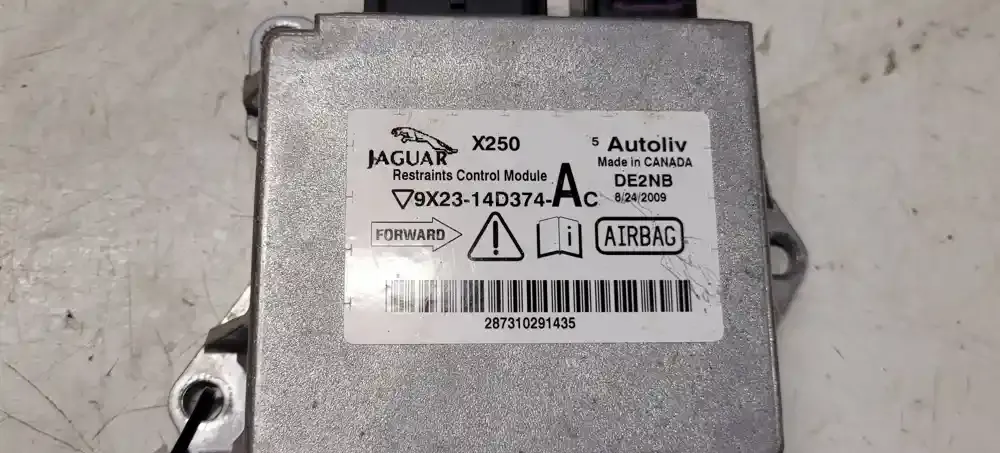 JAGUAR X250
Restraints Control Module
▽9X23-14D374-AC
5 Autoliv
Made in CANADA
DE2NB
8/24/2009
FORWARD ! i AIRBAG
287310291435